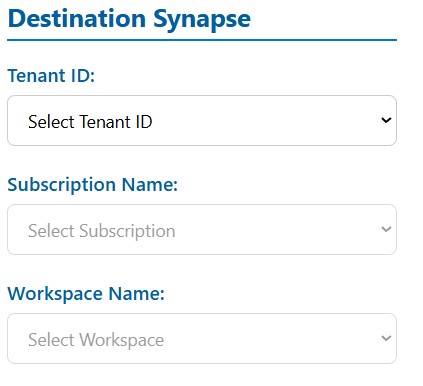 Destination Synapse
Tenant ID:
Select Tenant ID
Subscription Name:
Select Subscription
Workspace Name:
Select Workspace